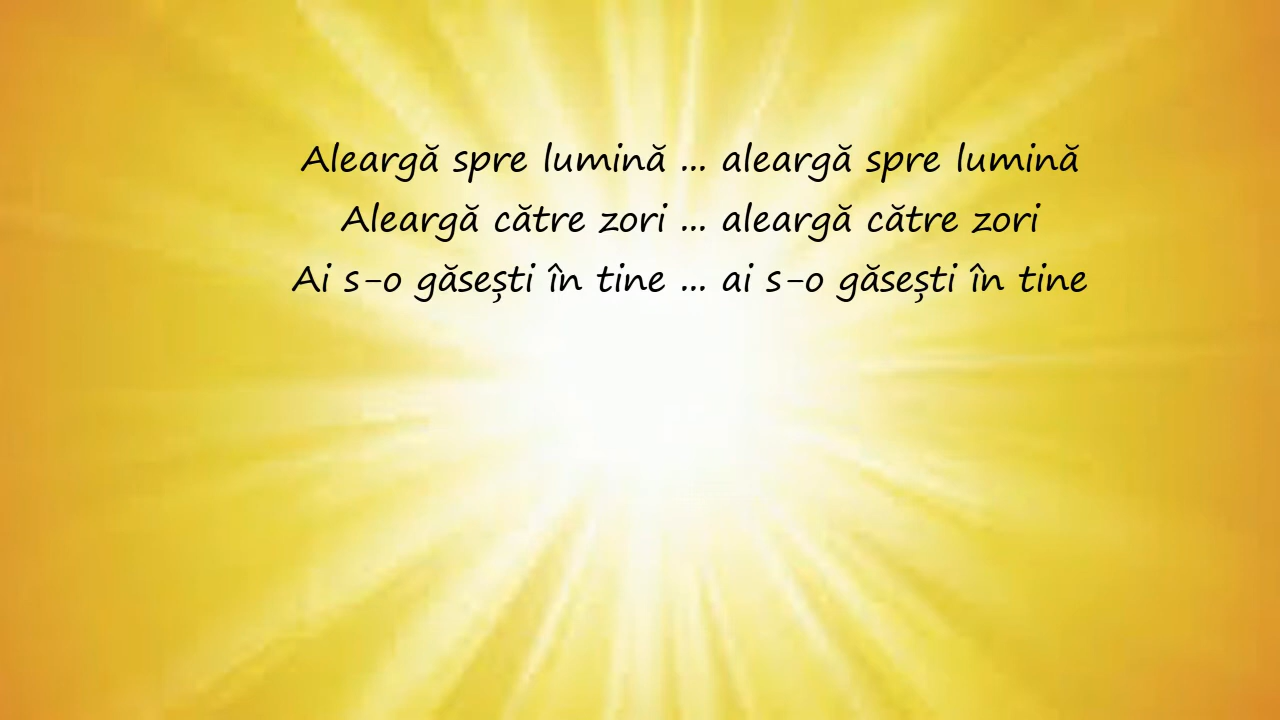 Aleargă spre lumină ... aleargă spre lumină
Aleargă către zori ... aleargă către zori
Ai s-o găsești în tine ... ai s-o găsești în tine